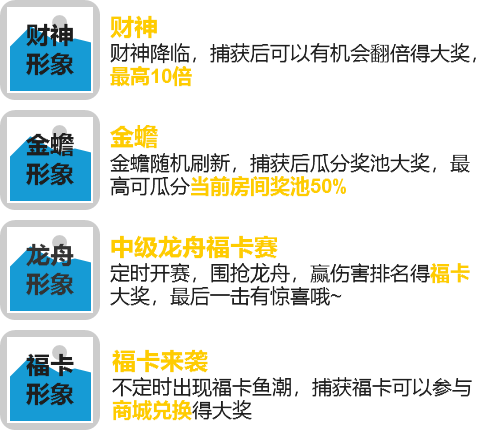 财神
形象
财神
财神降临，捕获后可以有机会翻倍得大奖，
最高10倍
金蟾
形象
金蟾
金蟾随机刷新，捕获后瓜分奖池大奖，最
高可瓜分当前房间奖池50%
龙舟
形象
中级龙舟福卡赛
定时开赛，围抢龙舟，赢伤害排名得福卡
大奖，最后一击有惊喜哦~
福卡
形象
福卡来袭
不定时出现福卡鱼潮，捕获福卡可以参与
商城兑换得大奖